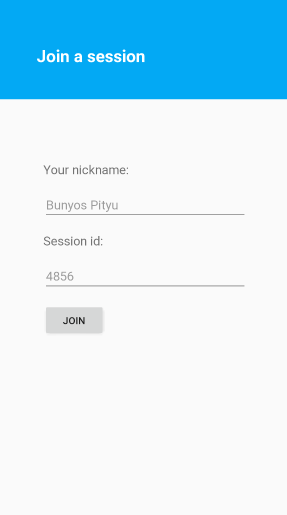 Join a session
Your nickname:
Bunyos Pityu
Session id:
4856
JOIN